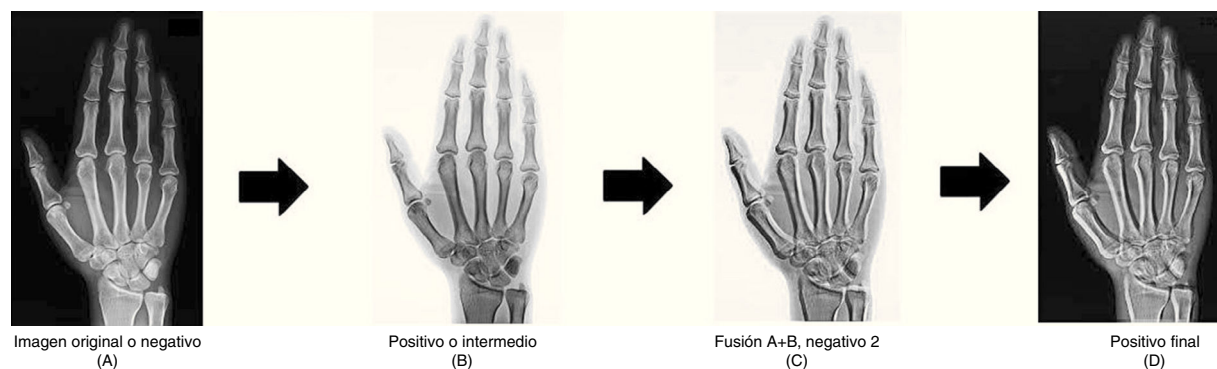 Imagen original o negativo
(A)
Positivo o intermedio
(B)
Fusión A+B, negativo 2
(C)
Positivo final
(D)